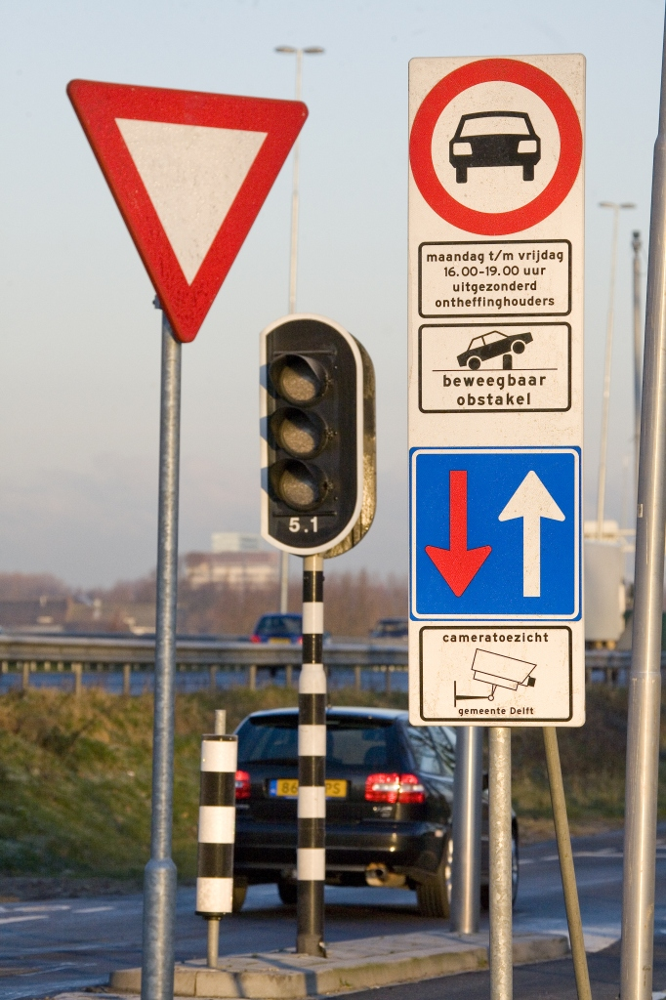 maandag t/m vrijdag
16.00-19.00 uur
uitgezonderd
ontheffinghouders
beweegbaar
obstakel
5.1
cameratoezicht
gemeente Delft